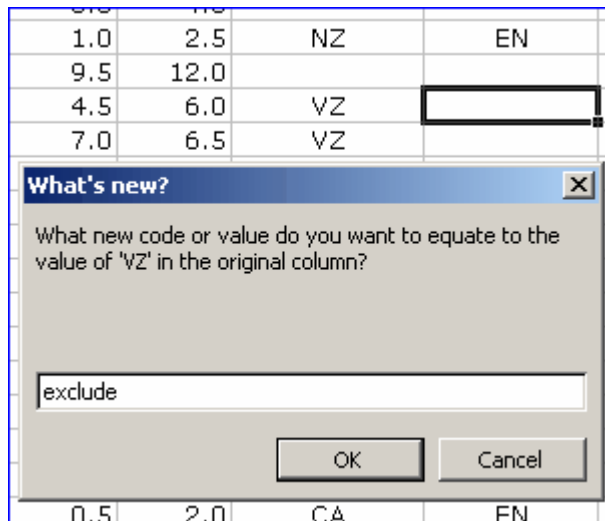 1.0 2.5 NZ EN
9.5 12.0
4.5 6.0 VZ
7.0 6.5 VZ
What's new?
What new code or value do you want to equate to the
value of 'VZ' in the original column?
exclude
OK Cancel
0.5 2.0 CA EN